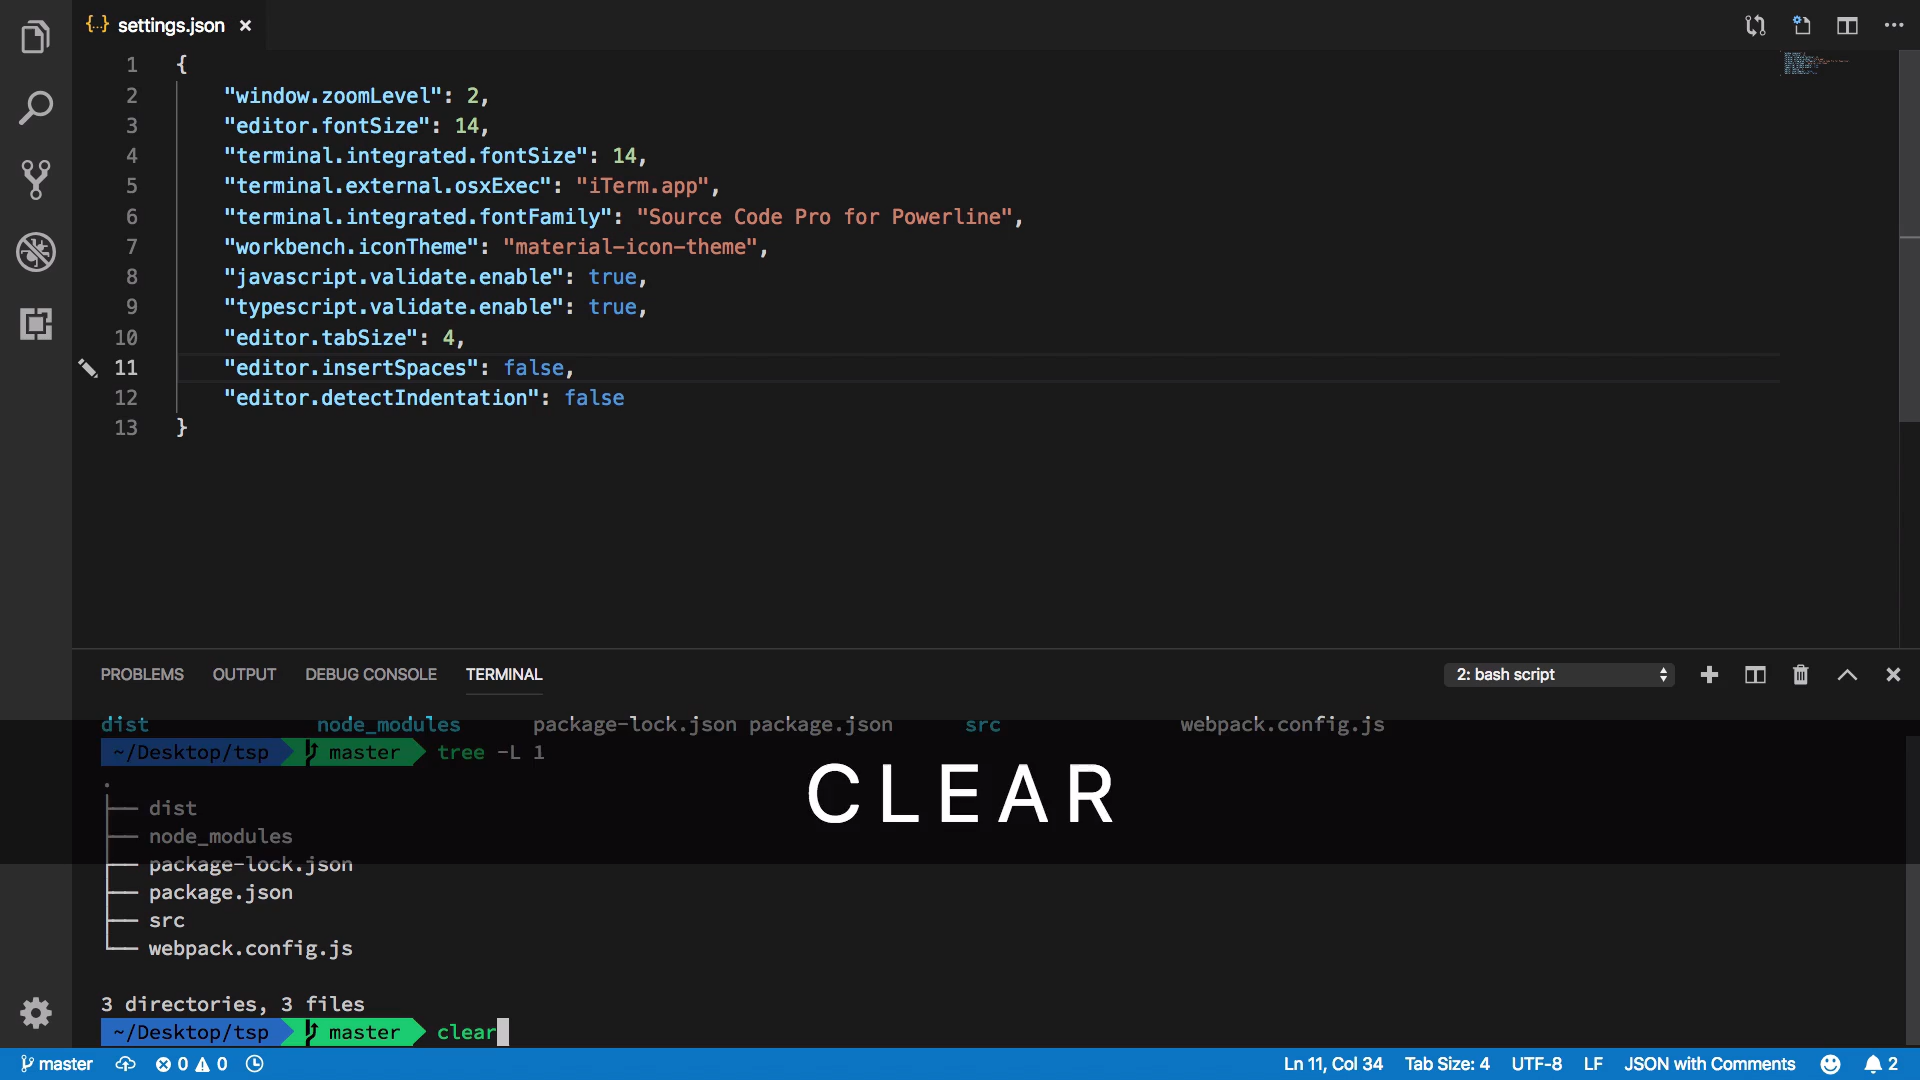 {..} settings.json ×
1 {
2 "window.zoomLevel": 2,
3 "editor.fontSize": 14,
4 "terminal.integrated.fontSize": 14,
5 "terminal.external.osxExec": "iTerm.app",
6 "terminal.integrated.fontFamily": "Source Code Pro for Powerline",
7 "workbench.iconTheme": "material-icon-theme",
8 "javascript.validate.enable": true,
9 "typescript.validate.enable": true,
10 "editor.tabSize": 4,
11 "editor.insertSpaces": false,
12 "editor.detectIndentation": false
13 }
PROBLEMS OUTPUT DEBUG CONSOLE TERMINAL 2: bash script
dist node_modules package-lock.json package.json src webpack.config.js
~/Desktop/tsp master tree -L 1
.
├── dist
├── node_modules
├── package-lock.json
├── package.json
├── src
└── webpack.config.js
CLEAR
3 directories, 3 files
~/Desktop/tsp master clear
master 0 0 Ln 11, Col 34 Tab Size: 4 UTF-8 LF JSON with Comments 2